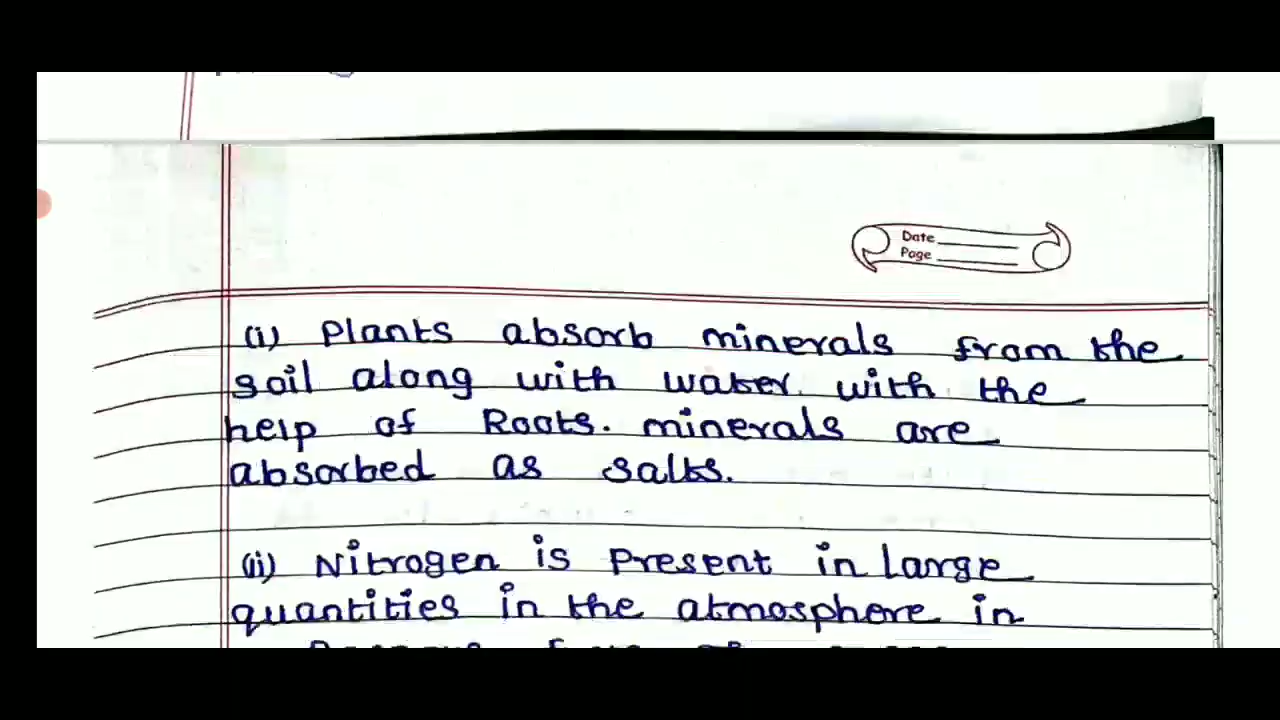 Date
Page
(i) Plants absorb minerals from the
soil along with water with the
help of Roots. minerals are
absorbed as salts.
(ii) Nitrogen is present in large
quantities in the atmosphere in